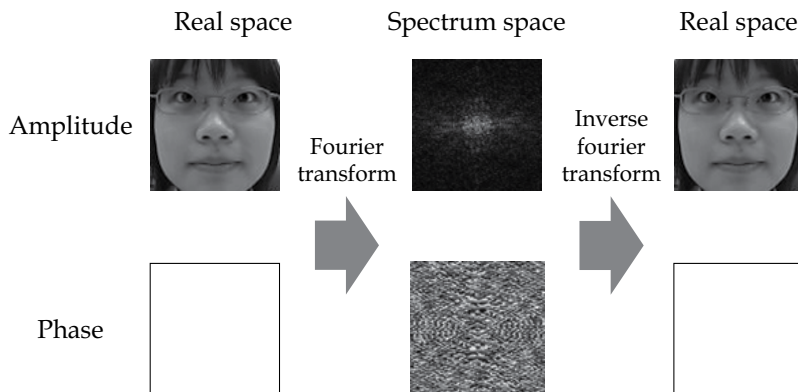 Real space
Spectrum space
Real space
Amplitude
Fourier
transform
Inverse
fourier
transform
Phase